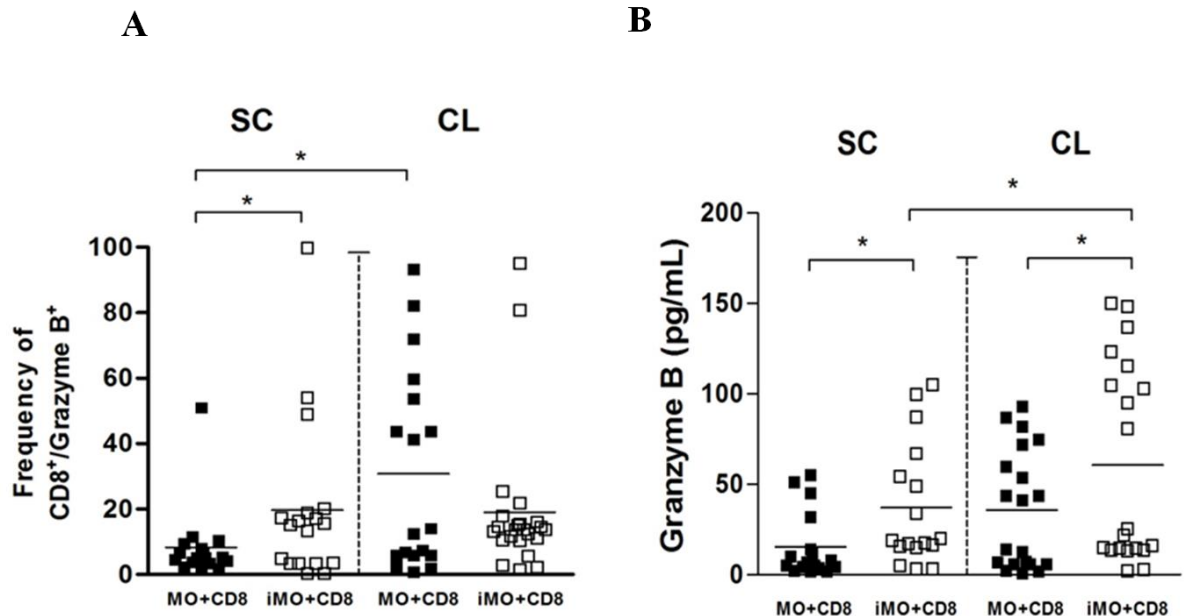 A
SC CL
*
*
Frequency of
CD8⁺/Grazyme B⁺
100
80
60
40
20
0
MO+CD8 iMO+CD8 MO+CD8 iMO+CD8
B
SC CL
*
* *
Granzyme B (pg/mL)
200
150
100
50
0
MO+CD8 iMO+CD8 MO+CD8 iMO+CD8